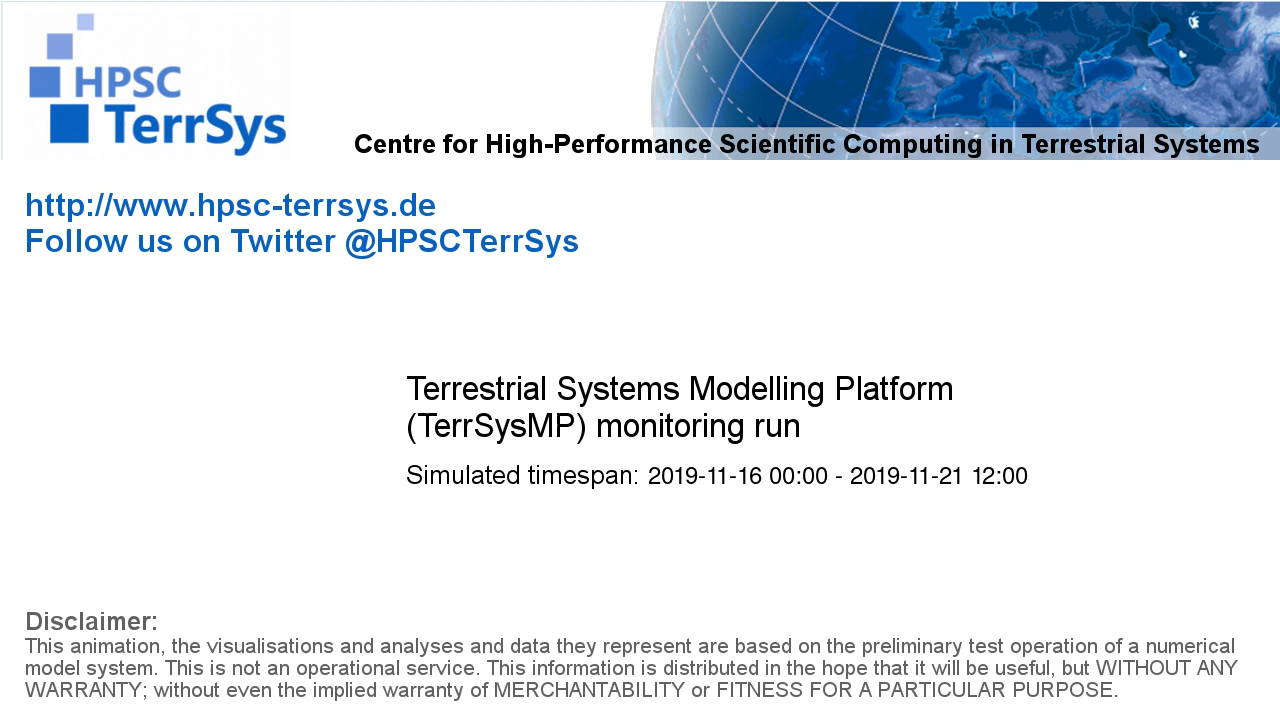 HPSC
TerrSys
Centre for High-Performance Scientific Computing in Terrestrial Systems
http://www.hpsc-terrsys.de
Follow us on Twitter @HPSCTerrSys
Terrestrial Systems Modelling Platform
(TerrSysMP) monitoring run
Simulated timespan: 2019-11-16 00:00 - 2019-11-21 12:00
Disclaimer:
This animation, the visualisations and analyses and data they represent are based on the preliminary test operation of a numerical
model system. This is not an operational service. This information is distributed in the hope that it will be useful, but WITHOUT ANY
WARRANTY; without even the implied warranty of MERCHANTABILITY or FITNESS FOR A PARTICULAR PURPOSE.